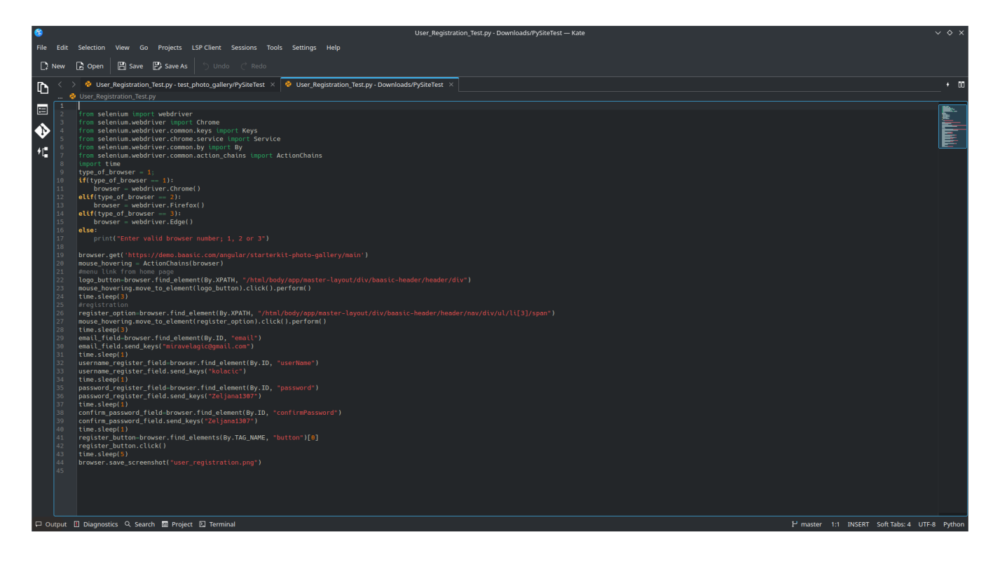 User_Registration_Test.py - Downloads/PySiteTest — Kate
File Edit Selection View Go Projects LSP Client Sessions Tools Settings Help
New Open Save Save As Undo Redo
User_Registration_Test.py - test_photo_gallery/PySiteTest User_Registration_Test.py - Downloads/PySiteTest
... User_Registration_Test.py
1
2 from selenium import webdriver
3 from selenium.webdriver import Chrome
4 from selenium.webdriver.common.keys import Keys
5 from selenium.webdriver.chrome.service import Service
6 from selenium.webdriver.common.by import By
7 from selenium.webdriver.common.action_chains import ActionChains
8 import time
9 type_of_browser = 1;
10 if(type_of_browser == 1):
11     browser = webdriver.Chrome()
12 elif(type_of_browser == 2):
13     browser = webdriver.Firefox()
14 elif(type_of_browser == 3):
15     browser = webdriver.Edge()
16 else:
17     print("Enter valid browser number; 1, 2 or 3")
18
19 browser.get('https://demo.baasic.com/angular/starterkit-photo-gallery/main')
20 mouse_hovering = ActionChains(browser)
21 #menu link from home page
22 logo_button=browser.find_element(By.XPATH, "/html/body/app/master-layout/div/baasic-header/header/div")
23 mouse_hovering.move_to_element(logo_button).click().perform()
24 time.sleep(3)
25 #registration
26 register_option=browser.find_element(By.XPATH, "/html/body/app/master-layout/div/baasic-header/header/nav/div/ul/li[3]/span")
27 mouse_hovering.move_to_element(register_option).click().perform()
28 time.sleep(3)
29 email_field=browser.find_element(By.ID, "email")
30 email_field.send_keys("miravelagic@gmail.com")
31 time.sleep(1)
32 username_register_field=browser.find_element(By.ID, "userName")
33 username_register_field.send_keys("kolacic")
34 time.sleep(1)
35 password_register_field=browser.find_element(By.ID, "password")
36 password_register_field.send_keys("Zeljana1307")
37 time.sleep(1)
38 confirm_password_field=browser.find_element(By.ID, "confirmPassword")
39 confirm_password_field.send_keys("Zeljana1307")
40 time.sleep(1)
41 register_button=browser.find_elements(By.TAG_NAME, "button")[0]
42 register_button.click()
43 time.sleep(5)
44 browser.save_screenshot("user_registration.png")
45
Output Diagnostics Search Project Terminal master 1:1 INSERT Soft Tabs: 4 UTF-8 Python